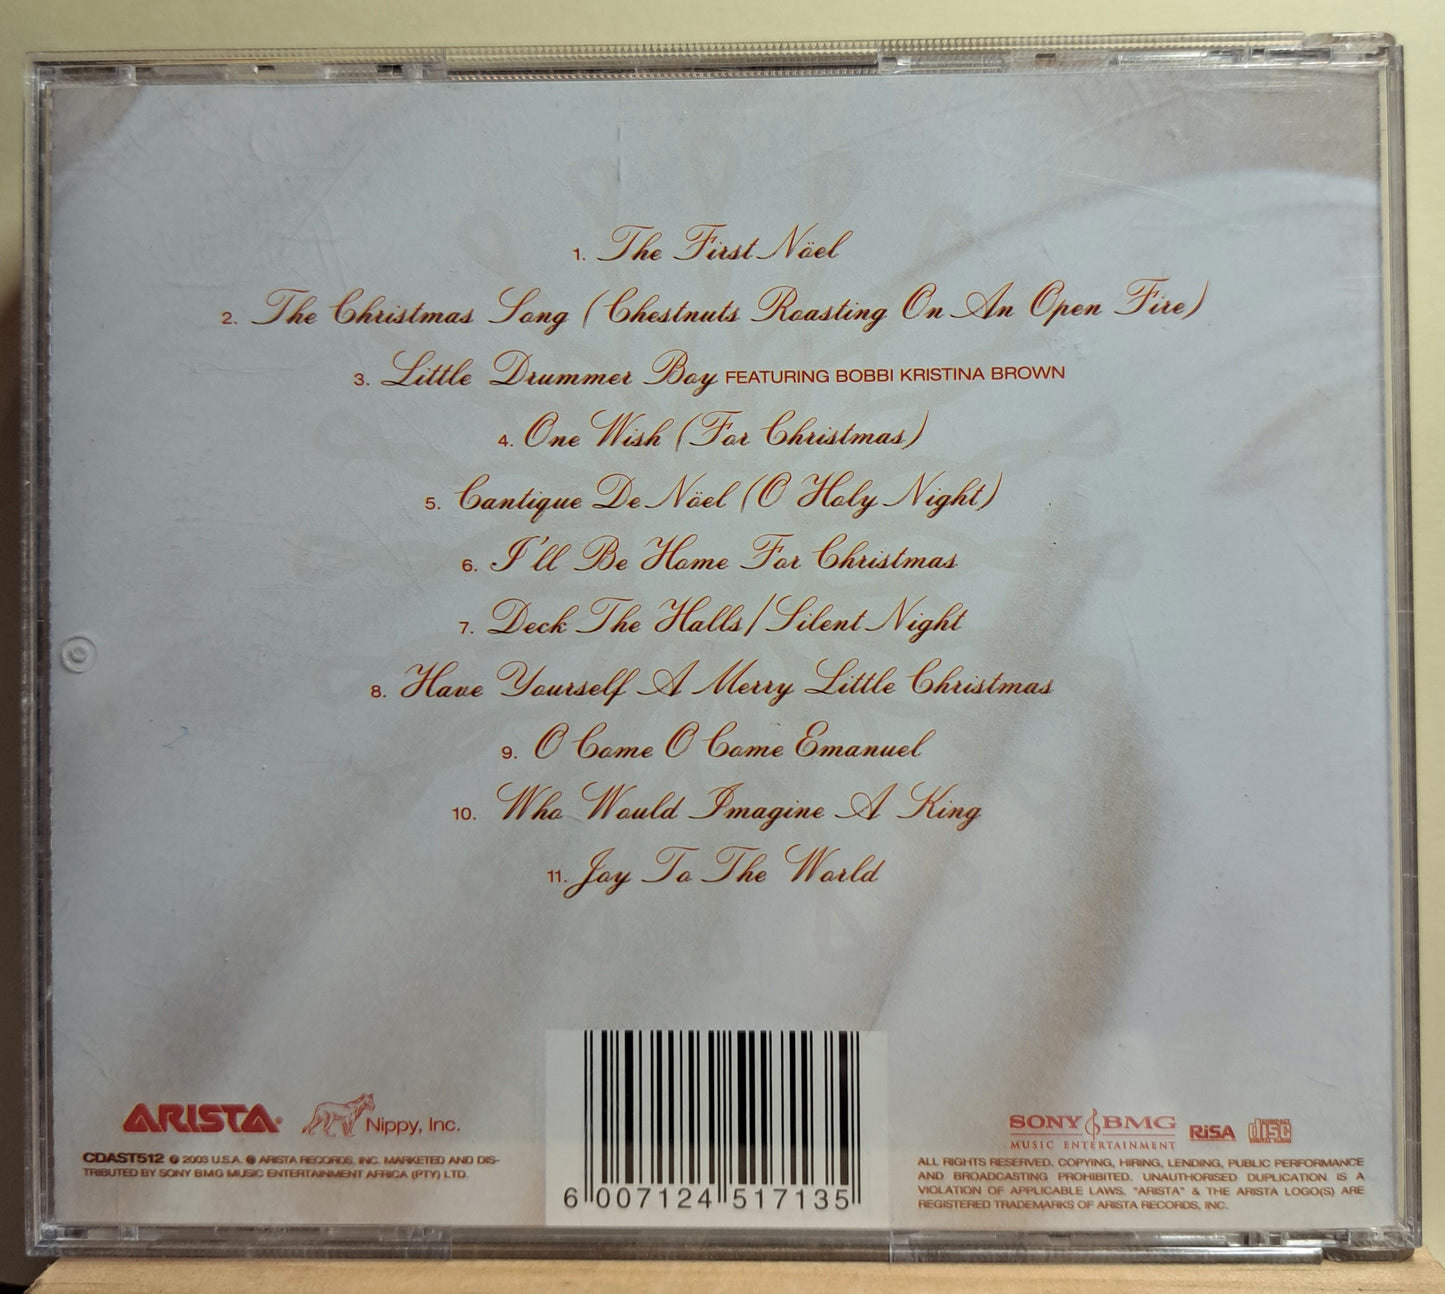 1. The First Näel
2. The Christmas Song (Chestnuts Roasting On An Open Fire)
3. Little Drummer Boy FEATURING BOBBI KRISTINA BROWN
4. One Wish (For Christmas)
5. Cantique De Nöel (O Holy Night)
6. I'll Be Home For Christmas
7. Deck The Halls/Silent Night
8. Have Yourself A Merry Little Christmas
9. O Come O Come Emanuel
10. Who Would Imagine A King
11. Joy To The World
ARISTA®
Nippy, Inc.
CDAST512 ℗ 2003 U.S.A. © ARISTA RECORDS, INC. MARKETED AND DIS-
TRIBUTED BY SONY BMG MUSIC ENTERTAINMENT AFRICA (PTY) LTD.
6 007124 517135
SONY BMG
MUSIC ENTERTAINMENT
RiSA
COMPACT
disc
DIGITAL AUDIO
ALL RIGHTS RESERVED. COPYING, HIRING, LENDING, PUBLIC PERFORMANCE
AND BROADCASTING PROHIBITED. UNAUTHORISED DUPLICATION IS A
VIOLATION OF APPLICABLE LAWS. "ARISTA" & THE ARISTA LOGO(S) ARE
REGISTERED TRADEMARKS OF ARISTA RECORDS, INC.